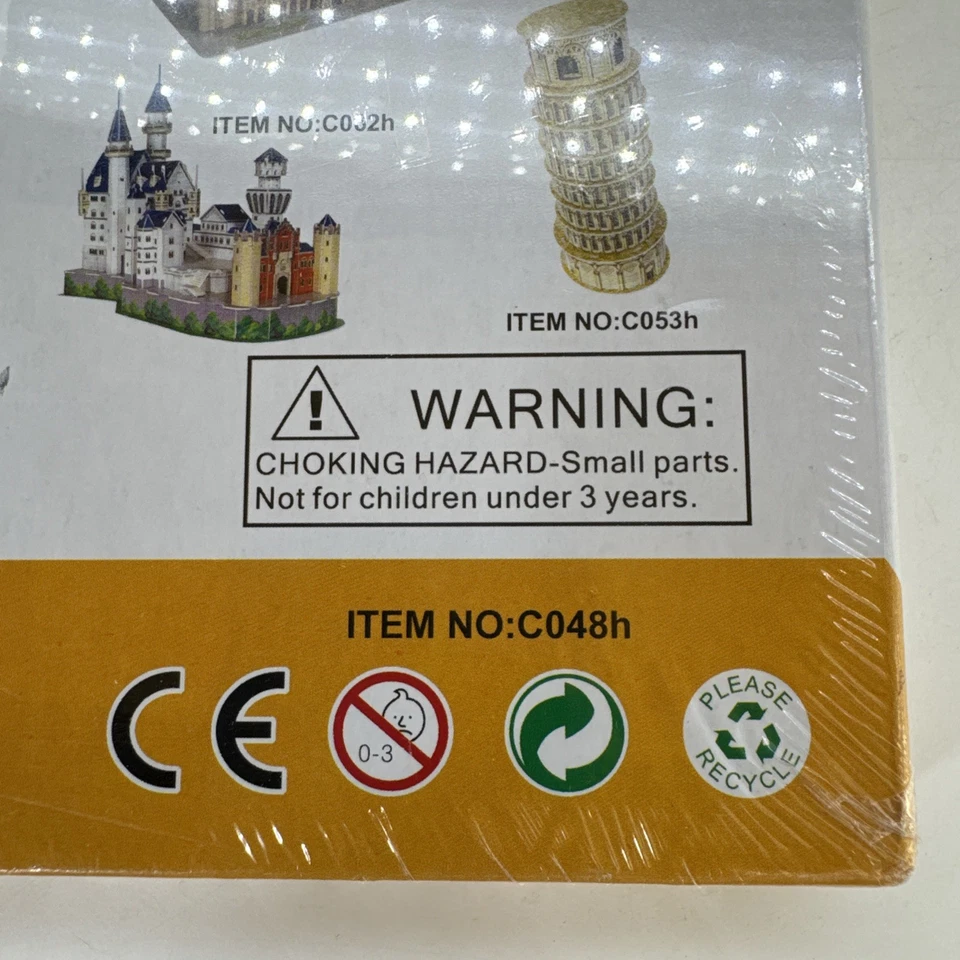 ITEM NO:C053h
WARNING:
CHOKING HAZARD-Small parts.
Not for children under 3 years.
ITEM NO:C048h
CE
0-3
PLEASE
RECYCLE